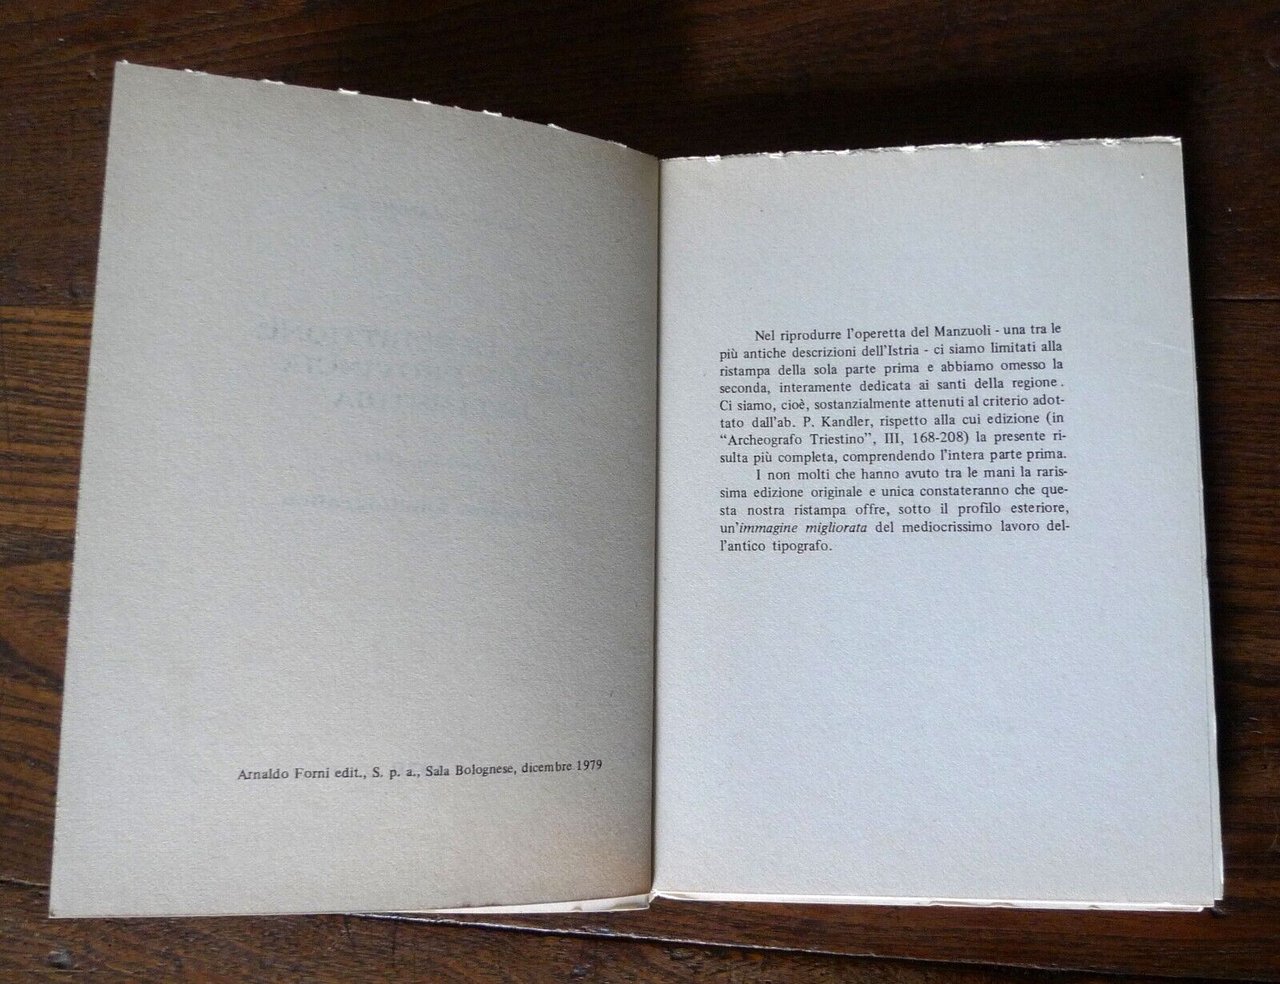 Arnaldo Forni edit., S. p. a., Sala Bolognese, dicembre 1979
Nel riprodurre l'operetta del Manzuoli - una tra le
più antiche descrizioni dell'Istria - ci siamo limitati alla
ristampa della sola parte prima e abbiamo omesso la
seconda, interamente dedicata ai santi della regione.
Ci siamo, cioè, sostanzialmente attenuti al criterio adot-
tato dall'ab. P. Kandler, rispetto alla cui edizione (in
“Archeografo Triestino”, III, 168-208) la presente ri-
sulta più completa, comprendendo l'intera parte prima.
I non molti che hanno avuto tra le mani la raris-
sima edizione originale e unica constateranno che que-
sta nostra ristampa offre, sotto il profilo esteriore,
un'immagine migliorata del mediocrissimo lavoro del-
l'antico tipografo.